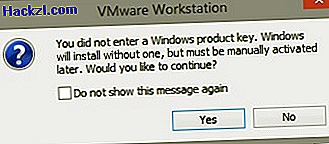 Hackzl.com
VMware Workstation
You did not enter a Windows product key. Windows
will install without one, but must be manually activated
later. Would you like to continue?
Do not show this message again
Yes
No